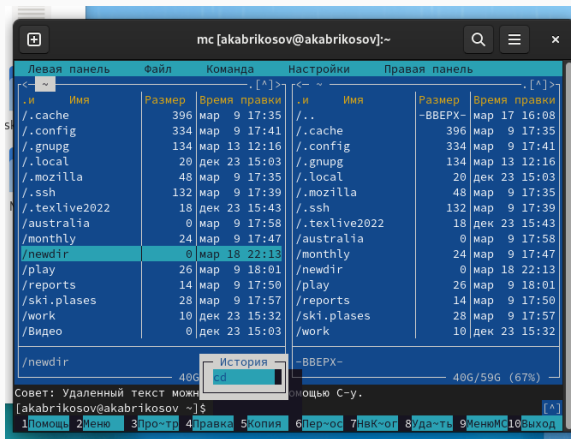 mc [akabrikosov@akabrikosov]:~
Левая панель Файл Команда Настройки Правая панель
<— ~ .[^]> <— ~ .[^]>
.и Имя Размер Время правки .и Имя Размер Время правки
/.cache 396 мар 9 17:35 /.. -ВВЕРХ- мар 17 16:08
/.config 334 мар 9 17:41 /.cache 396 мар 9 17:35
/.gnupg 134 мар 13 12:16 /.config 334 мар 9 17:41
/.local 20 дек 23 15:03 /.gnupg 134 мар 13 12:16
/.mozilla 48 мар 9 17:35 /.local 20 дек 23 15:03
/.ssh 132 мар 9 17:39 /.mozilla 48 мар 9 17:35
/.texlive2022 18 дек 23 15:43 /.ssh 132 мар 9 17:39
/australia 0 мар 9 17:58 /.texlive2022 18 дек 23 15:43
/monthly 24 мар 9 17:47 /australia 0 мар 9 17:58
/newdir 0 мар 18 22:13 /monthly 24 мар 9 17:47
/play 26 мар 9 18:01 /newdir 0 мар 18 22:13
/reports 14 мар 9 17:50 /play 26 мар 9 18:01
/ski.plases 28 мар 9 17:57 /reports 14 мар 9 17:50
/work 10 дек 23 15:32 /ski.plases 28 мар 9 17:57
/Видео 0 дек 23 15:03 /work 10 дек 23 15:32
/newdir История -ВВЕРХ-
40G cd 40G/59G (67%)
Совет: Удаленный текст можн омощью C-y.
[akabrikosov@akabrikosov ~]$ [^]
1Помощь 2Меню 3Про~тр 4Правка 5Копия 6Пер~ос 7НвК~ог 8Уда~ть 9МенюMC 10Выход